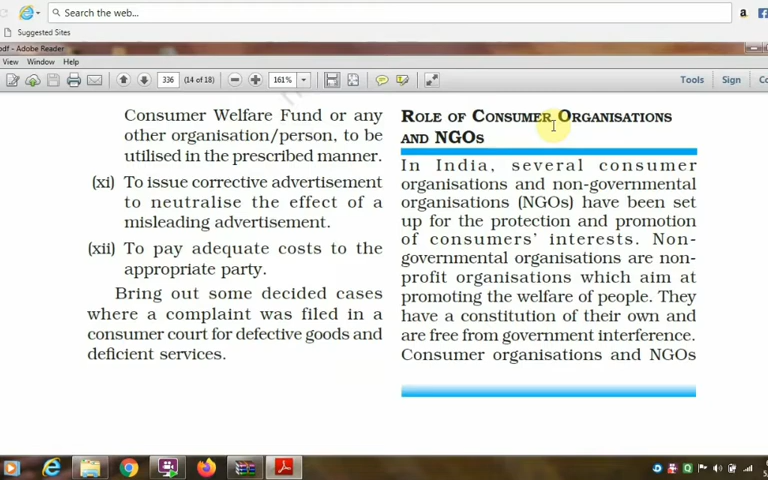 Search the web...
Suggested Sites
pdf - Adobe Reader
View Window Help
336 (14 of 18) 161% Tools Sign
Consumer Welfare Fund or any
other organisation/person, to be
utilised in the prescribed manner.
(xi) To issue corrective advertisement
to neutralise the effect of a
misleading advertisement.
(xii) To pay adequate costs to the
appropriate party.
Bring out some decided cases
where a complaint was filed in a
consumer court for defective goods and
deficient services.
ROLE OF CONSUMER ORGANISATIONS
AND NGOS
In India, several consumer
organisations and non-governmental
organisations (NGOs) have been set
up for the protection and promotion
of consumers' interests. Non-
governmental organisations are non-
profit organisations which aim at
promoting the welfare of people. They
have a constitution of their own and
are free from government interference.
Consumer organisations and NGOs